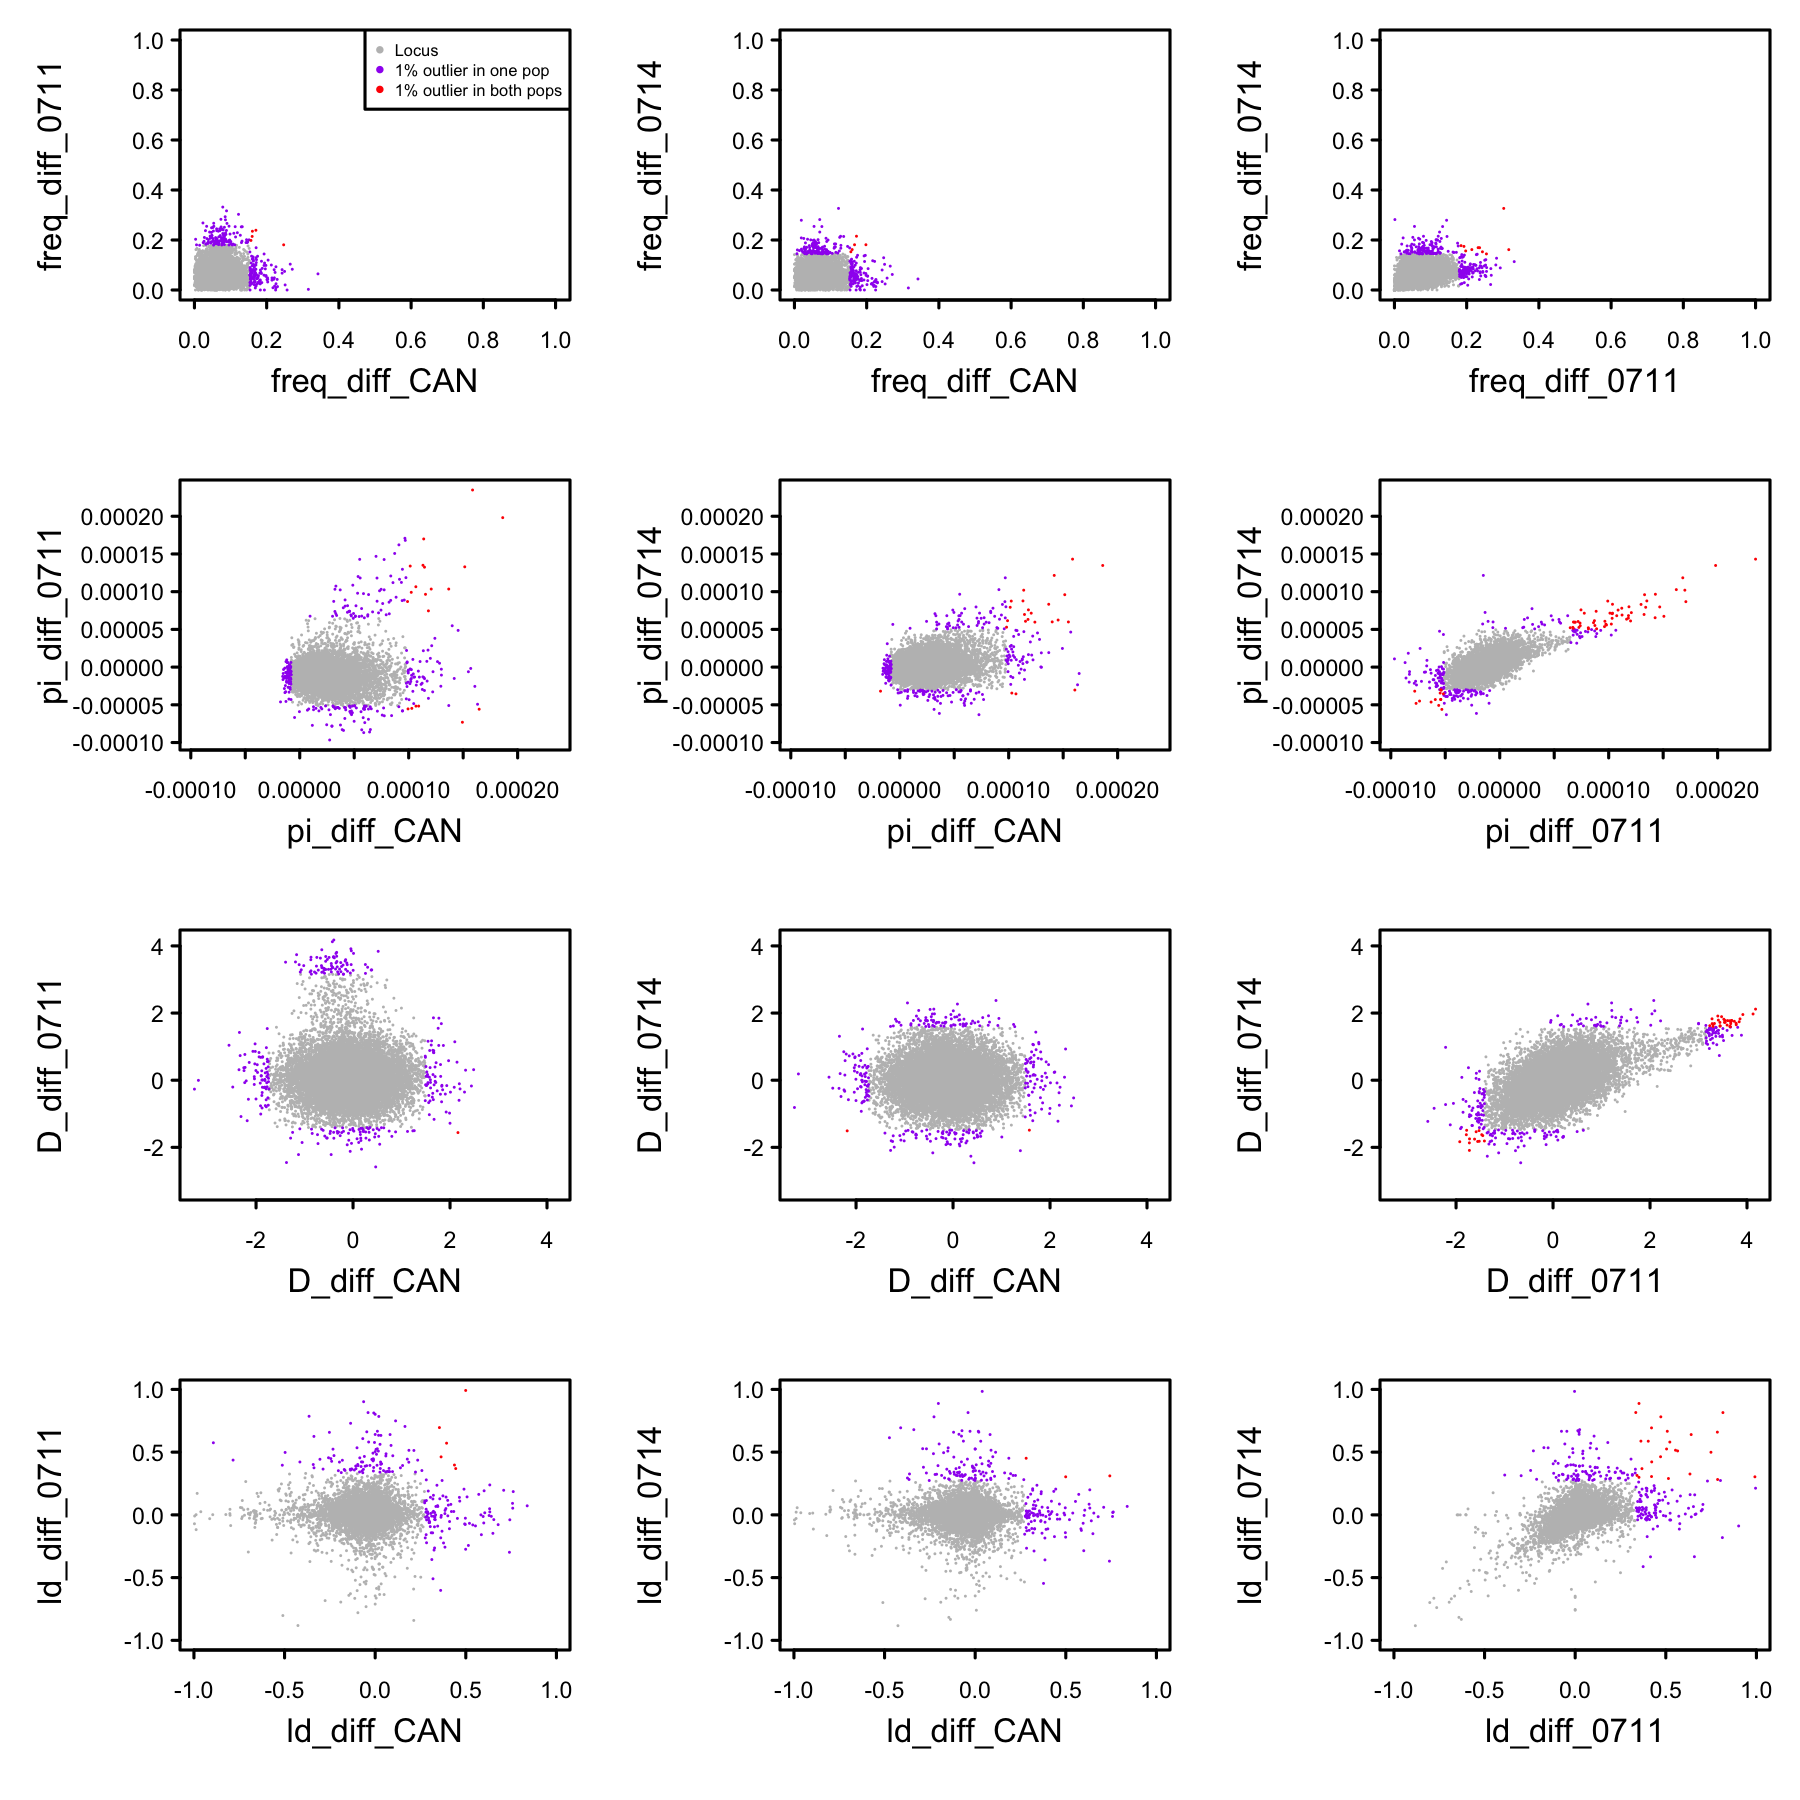 freq_diff_0711
1.0
0.8
0.6
0.4
0.2
0.0
Locus
1% outlier in one pop
1% outlier in both pops
0.0 0.2 0.4 0.6 0.8 1.0
freq_diff_CAN
freq_diff_0714
1.0
0.8
0.6
0.4
0.2
0.0
0.0 0.2 0.4 0.6 0.8 1.0
freq_diff_CAN
freq_diff_0714
1.0
0.8
0.6
0.4
0.2
0.0
0.0 0.2 0.4 0.6 0.8 1.0
freq_diff_0711
pi_diff_0711
0.00020
0.00015
0.00010
0.00005
0.00000
-0.00005
-0.00010
-0.00010 0.00000 0.00010 0.00020
pi_diff_CAN
pi_diff_0714
0.00020
0.00015
0.00010
0.00005
0.00000
-0.00005
-0.00010
-0.00010 0.00000 0.00010 0.00020
pi_diff_CAN
pi_diff_0714
0.00020
0.00015
0.00010
0.00005
0.00000
-0.00005
-0.00010
-0.00010 0.00000 0.00010 0.00020
pi_diff_0711
D_diff_0711
4
2
0
-2
-2 0 2 4
D_diff_CAN
D_diff_0714
4
2
0
-2
-2 0 2 4
D_diff_CAN
D_diff_0714
4
2
0
-2
-2 0 2 4
D_diff_0711
ld_diff_0711
1.0
0.5
0.0
-0.5
-1.0
-1.0 -0.5 0.0 0.5 1.0
ld_diff_CAN
ld_diff_0714
1.0
0.5
0.0
-0.5
-1.0
-1.0 -0.5 0.0 0.5 1.0
ld_diff_CAN
ld_diff_0714
1.0
0.5
0.0
-0.5
-1.0
-1.0 -0.5 0.0 0.5 1.0
ld_diff_0711